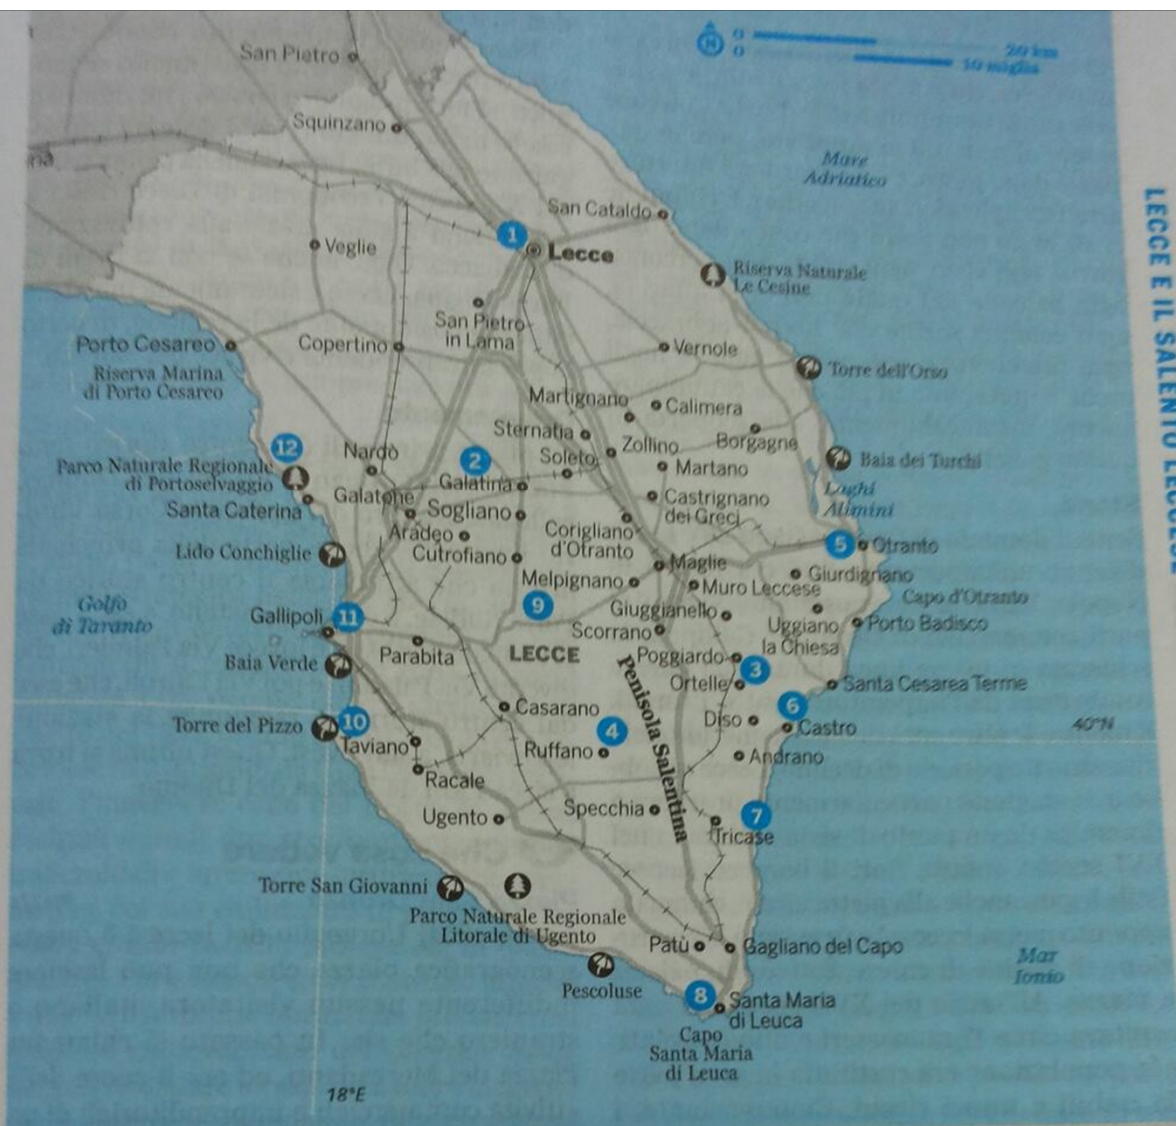 San Pietro
N
0
0
20 km
10 miglia
Squinzano
Mare
Adriatico
San Cataldo
1
Lecce
Veglie
Riserva Naturale
Le Cesine
San Pietro
in Lama
Porto Cesareo
Copertino
Vernole
Riserva Marina
di Porto Cesareo
Torre dell'Orso
Martignano
Calimera
Sternatia
Borgagne
12
Nardò
2
Soleto
Zollino
Baia dei Turchi
Parco Naturale Regionale
di Portoselvaggio
Galatina
Martano
Laghi
Alimini
Santa Caterina
Galatone
Sogliano
Castrignano
dei Greci
Aradeo
Corigliano
d'Otranto
Lido Conchiglie
Cutrofiano
5
Otranto
Maglie
Melpignano
Muro Leccese
Giurdignano
Capo d'Otranto
Golfo
di Taranto
Gallipoli
11
9
Giuggianello
Scorrano
Uggiano
la Chiesa
Porto Badisco
Baia Verde
Parabita
LECCE
Poggiardo
3
Ortelle
Santa Cesarea Terme
Penisola Salentina
Casarano
6
Torre del Pizzo
10
Taviano
4
Ruffano
Diso
Castro
40°N
Andrano
Racale
Ugento
Specchia
7
Tricase
Torre San Giovanni
Parco Naturale Regionale
Litorale di Ugento
Patù
Gagliano del Capo
Mar
Ionio
Pescoluse
8
Santa Maria
di Leuca
Capo
Santa Maria
di Leuca
18°E
LECCE E IL SALENTO